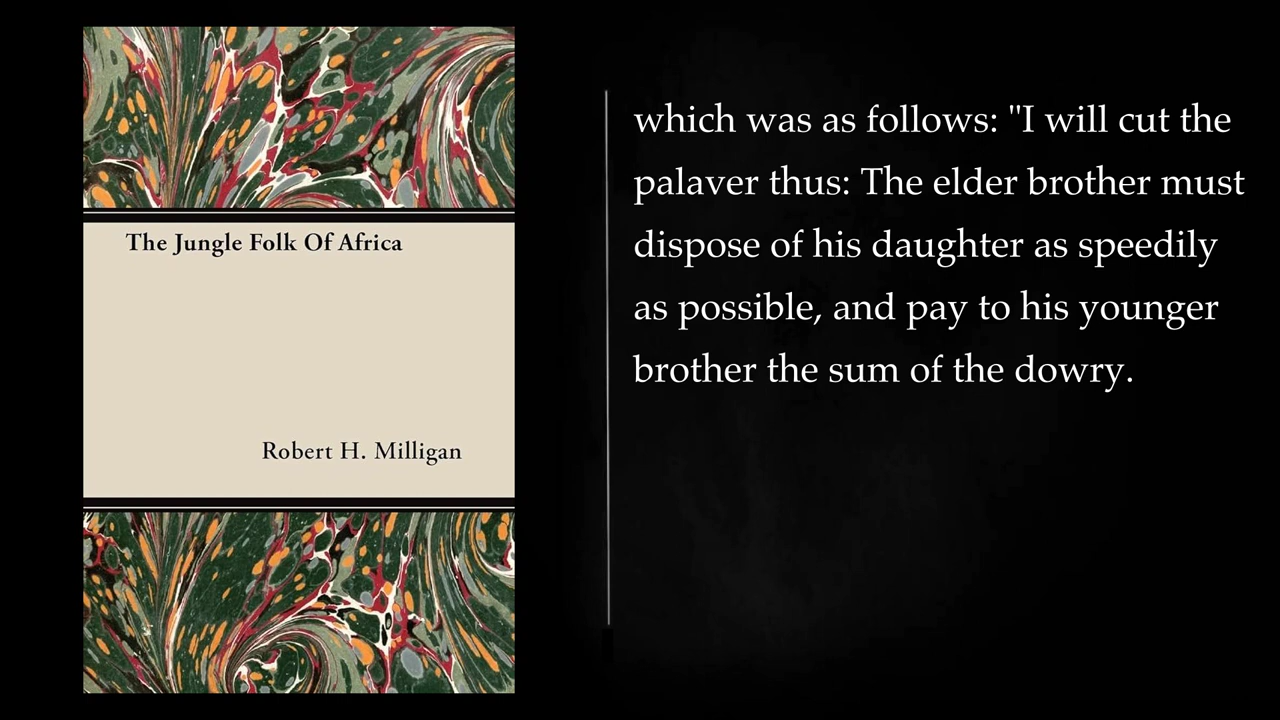 The Jungle Folk Of Africa
Robert H. Milligan
which was as follows: "I will cut the
palaver thus: The elder brother must
dispose of his daughter as speedily
as possible, and pay to his younger
brother the sum of the dowry.